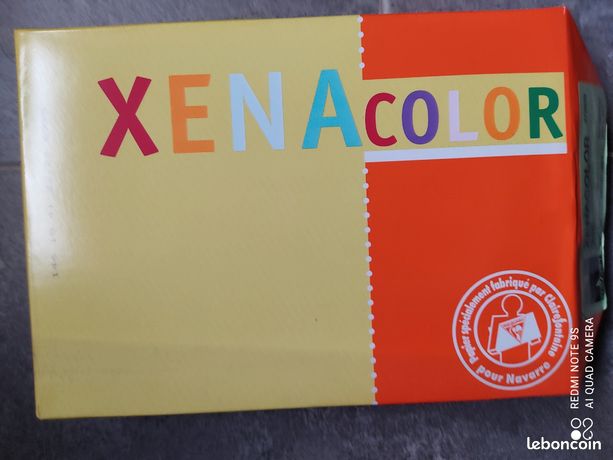 XENACOLOR
Papier spécialement fabriqué par Clairefontaine
pour Navarre
REDMI NOTE 9S
AI QUAD CAMERA
leboncoin